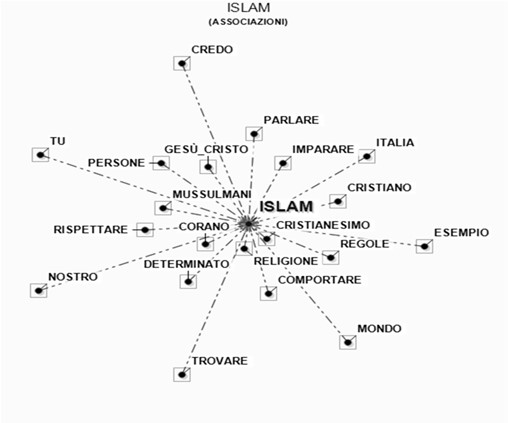 ISLAM
(ASSOCIAZIONI)
CREDO
PARLARE
TU
GESÙ_CRISTO
IMPARARE
ITALIA
PERSONE
MUSSULMANI
CRISTIANO
ISLAM
RISPETTARE
CORANO
CRISTIANESIMO
ESEMPIO
REGOLE
DETERMINATO
RELIGIONE
NOSTRO
COMPORTARE
MONDO
TROVARE